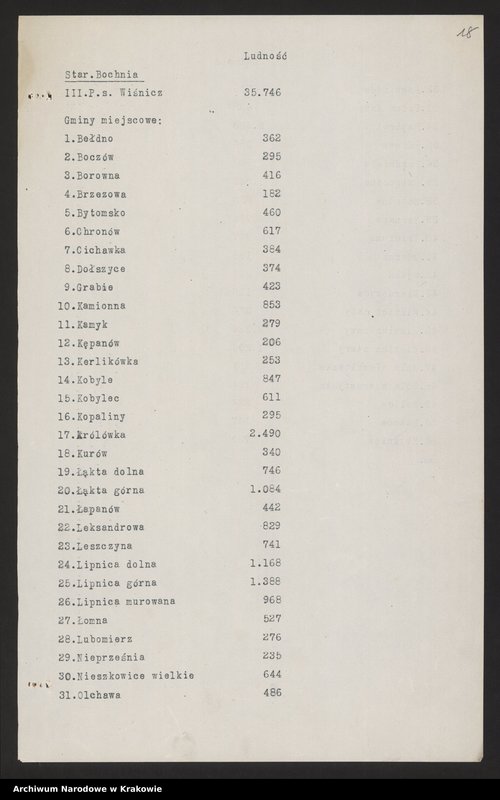 18
Ludność
Star.Bochnia
III.P.s. Wiśnicz 35.746
Gminy miejscowe:
1.Bełdno 362
2.Boczów 295
3.Borowna 416
4.Brzezowa 182
5.Bytomsko 460
6.Chronów 617
7.Cichawka 384
8.Dołszyce 374
9.Grabie 423
10.Kamionna 853
11.Kamyk 279
12.Kępanów 206
13.Kerlikówka 253
14.Kobyle 847
15.Kobylec 611
16.Kopaliny 295
17.Królówka 2.490
18.Kurów 340
19.Łąkta dolna 746
20.Łąkta górna 1.084
21.Łapanów 442
22.Leksandrowa 829
23.Leszczyna 741
24.Lipnica dolna 1.168
25.Lipnica górna 1.388
26.Lipnica murowana 968
27.Łomna 527
28.Lubomierz 276
29.Nieprześnia 235
30.Nieszkowice wielkie 644
31.Olchawa 486
Archiwum Narodowe w Krakowie